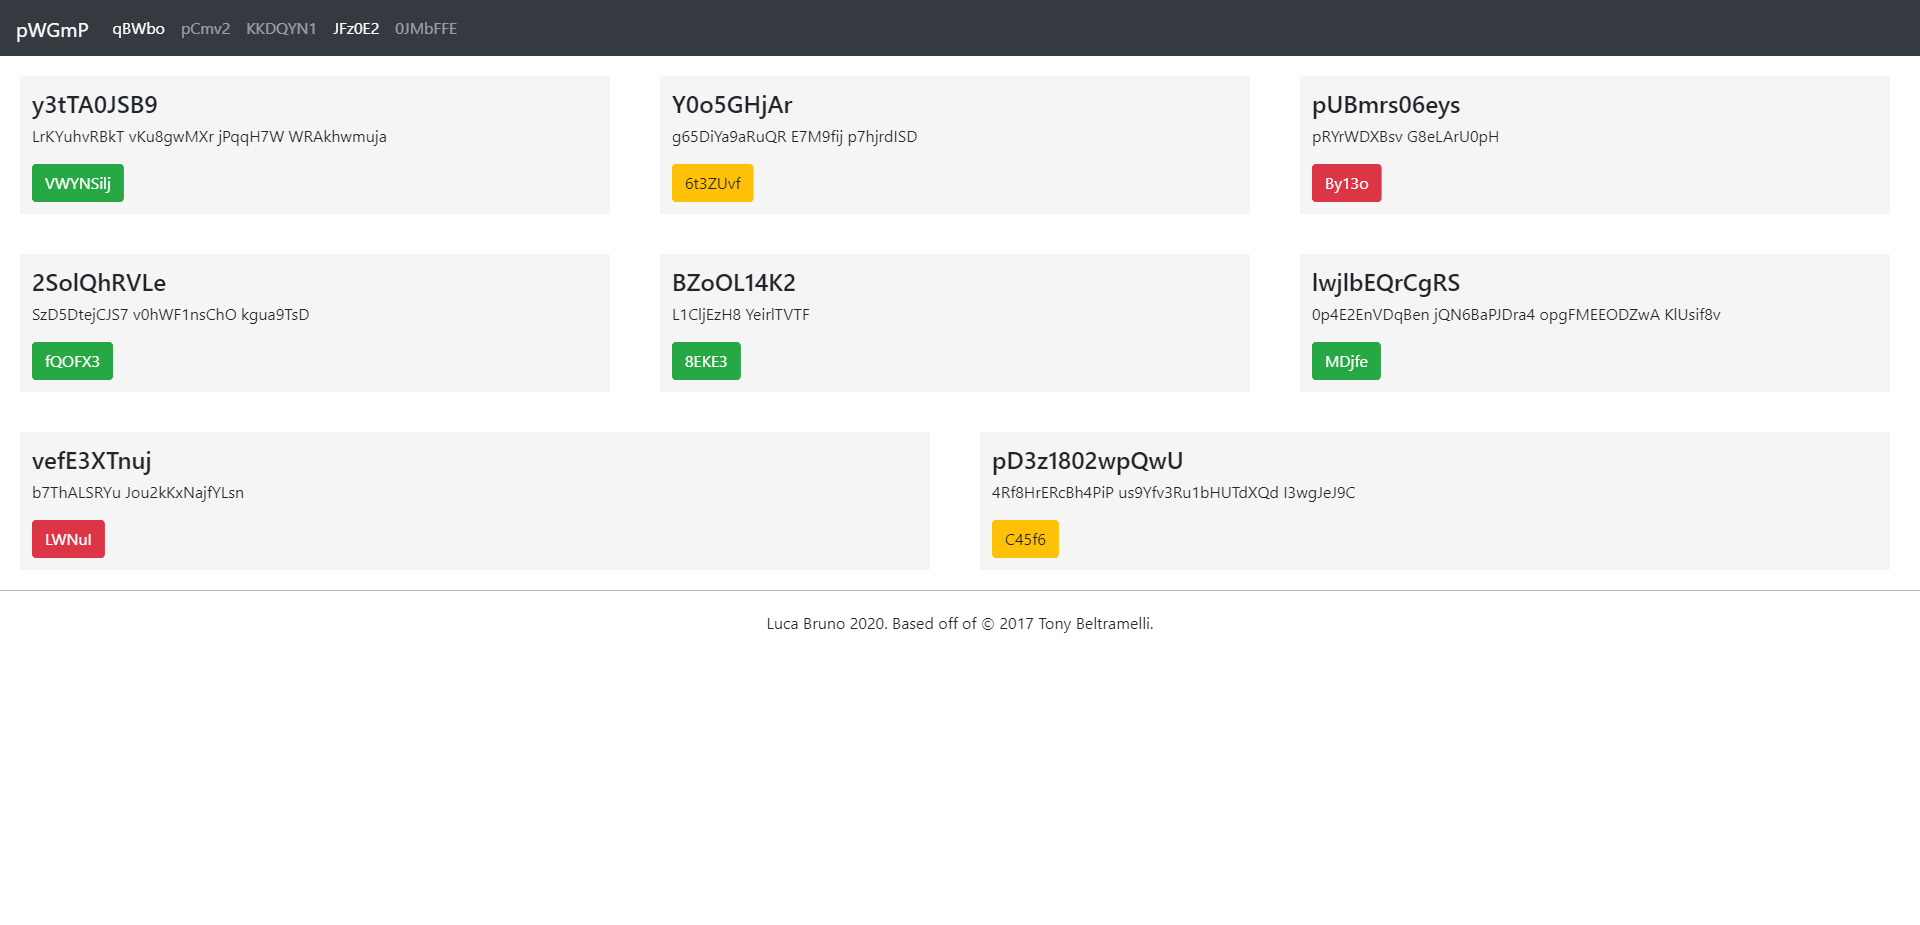 pWGmP qBWbo pCmv2 KKDQYN1 JFz0E2 0JMbFFE
y3tTA0JSB9
LrKYuhvRBkT vKu8gwMXr jPqqH7W WRAkhwmuja
VWYNSilj
Y0o5GHjAr
g65DiYa9aRuQR E7M9fij p7hjrdISD
6t3ZUvf
pUBmrs06eys
pRYrWDXBsv G8eLArU0pH
By13o
2SolQhRVLe
SzD5DtejCJS7 v0hWF1nsChO kgua9TsD
fQOFX3
BZoOL14K2
L1CljEzH8 YeirlTVTF
8EKE3
lwjlbEQrCgRS
0p4E2EnVDqBen jQN6BaPJDra4 opgFMEEODZwA KlUsif8v
MDjfe
vefE3XTnuj
b7ThALSRYu Jou2kKxNajfYLsn
LWNuI
pD3z1802wpQwU
4Rf8HrERcBh4PiP us9Yfv3Ru1bHUTdXQd I3wgJeJ9C
C45f6
Luca Bruno 2020. Based off of © 2017 Tony Beltramelli.